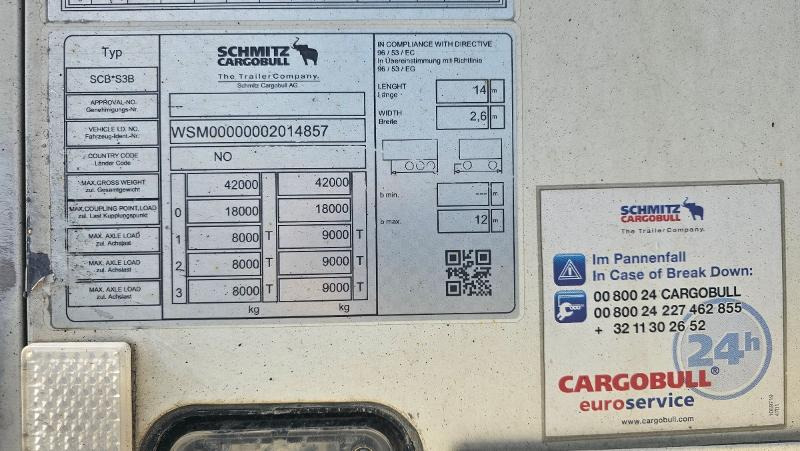 Typ
SCB*S3B
APPROVAL-NO.
Genehmigungs-Nr.
VEHICLE I.D. NO.
Fahrzeug-Ident.-Nr.
COUNTRY CODE
Länder Code
MAX.GROSS WEIGHT
zul. Gesamtgewicht
MAX.COUPLING POINT,LOAD
zul. Last Kupplungspunkt
MAX. AXLE LOAD
zul. Achslast
MAX. AXLE LOAD
zul. Achslast
MAX. AXLE LOAD
zul. Achslast
SCHMITZ
CARGOBULL
The TrailerCompany.
Schmitz Cargobull AG
---
WSM00000002014857
NO
42000 42000
0 18000 18000
1 8000 T 9000 T
2 8000 T 9000 T
3 8000 T 9000 T
kg kg
IN COMPLIANCE WITH DIRECTIVE
96 / 53 / EC
In Übereinstimmung mit Richtlinie
96 / 53 / EG
LENGHT
Länge
14 m
WIDTH
Breite
2,6 m
b min. --- m
b max. 12 m
SCHMITZ
CARGOBULL
The TrailerCompany.
Im Pannenfall
In Case of Break Down:
00 800 24 CARGOBULL
00 800 24 227 462 855
+ 32 11 30 26 52
24h
CARGOBULL®
euroservice
www.cargobull.com